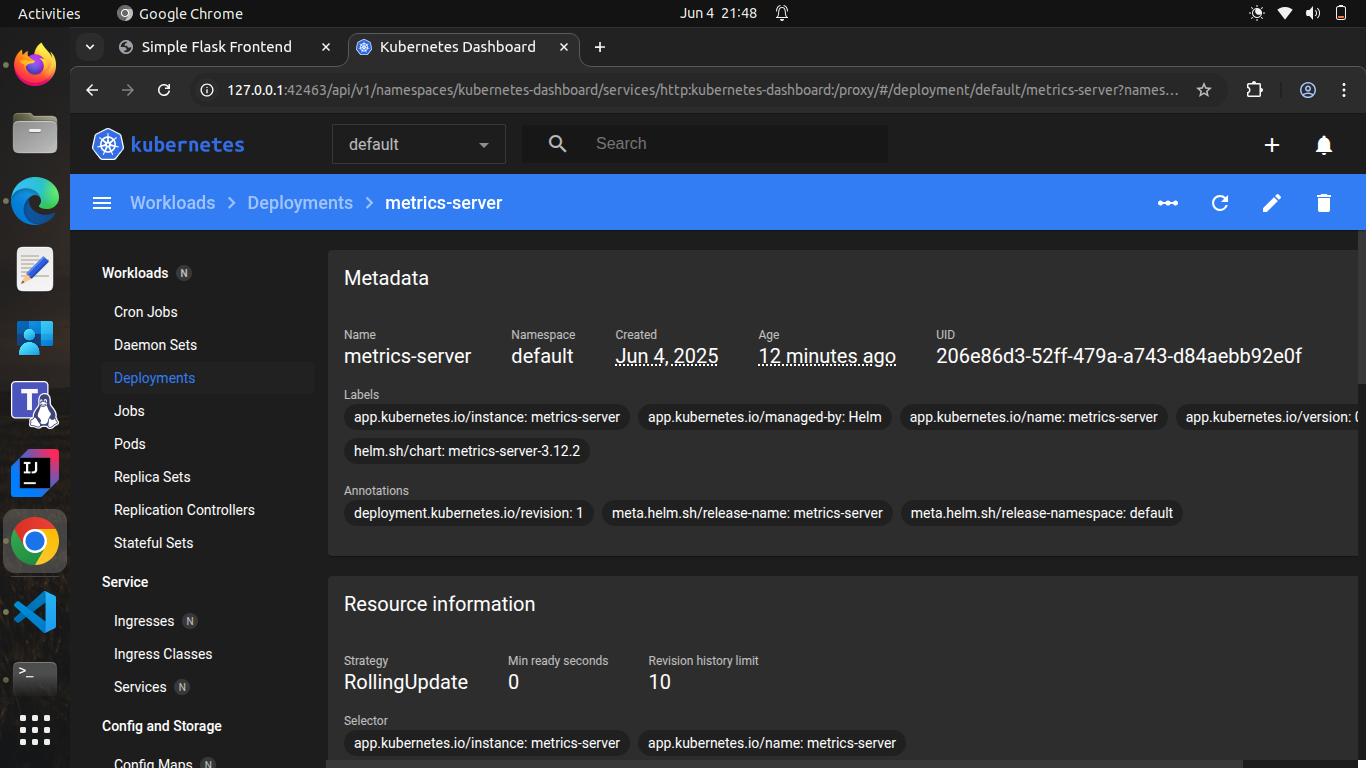 Activities Google Chrome Jun 4 21:48
Simple Flask Frontend Kubernetes Dashboard
127.0.0.1:42463/api/v1/namespaces/kubernetes-dashboard/services/http:kubernetes-dashboard:/proxy/#/deployment/default/metrics-server?names...
kubernetes default Search
Workloads Deployments metrics-server
Workloads N
Cron Jobs
Daemon Sets
Deployments
Jobs
Pods
Replica Sets
Replication Controllers
Stateful Sets
Service
Ingresses N
Ingress Classes
Services N
Config and Storage
Config Maps N
Metadata
Name Namespace Created Age UID
metrics-server default Jun 4, 2025 12 minutes ago 206e86d3-52ff-479a-a743-d84aebb92e0f
Labels
app.kubernetes.io/instance: metrics-server app.kubernetes.io/managed-by: Helm app.kubernetes.io/name: metrics-server app.kubernetes.io/version:
helm.sh/chart: metrics-server-3.12.2
Annotations
deployment.kubernetes.io/revision: 1 meta.helm.sh/release-name: metrics-server meta.helm.sh/release-namespace: default
Resource information
Strategy Min ready seconds Revision history limit
RollingUpdate 0 10
Selector
app.kubernetes.io/instance: metrics-server app.kubernetes.io/name: metrics-server
T
IJ
>_